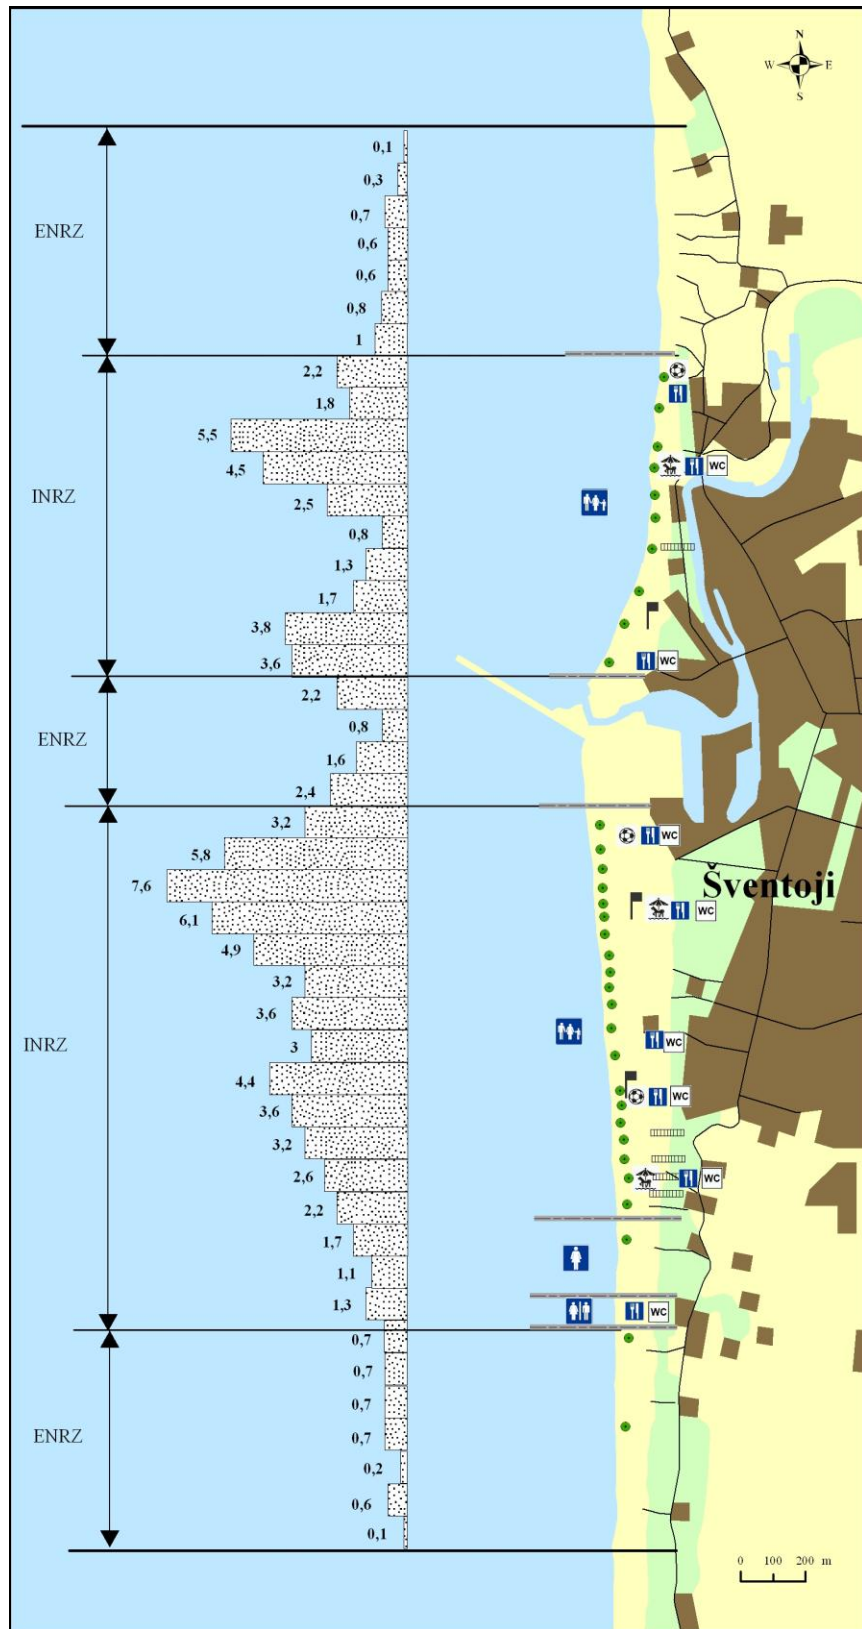 N
W E
S
0,1
0,3
0,7
ENRZ
0,6
0,6
0,8
1
2,2
1,8
5,5
4,5
WC
INRZ
2,5
0,8
1,3
1,7
3,8
3,6
WC
2,2
ENRZ
0,8
1,6
2,4
3,2
WC
5,8
7,6
Šventoji
6,1
WC
4,9
3,2
3,6
INRZ
3
WC
4,4
WC
3,6
3,2
2,6
WC
2,2
1,7
1,1
1,3
WC
0,7
0,7
0,7
ENRZ
0,7
0,2
0,6
0,1
0 100 200 m